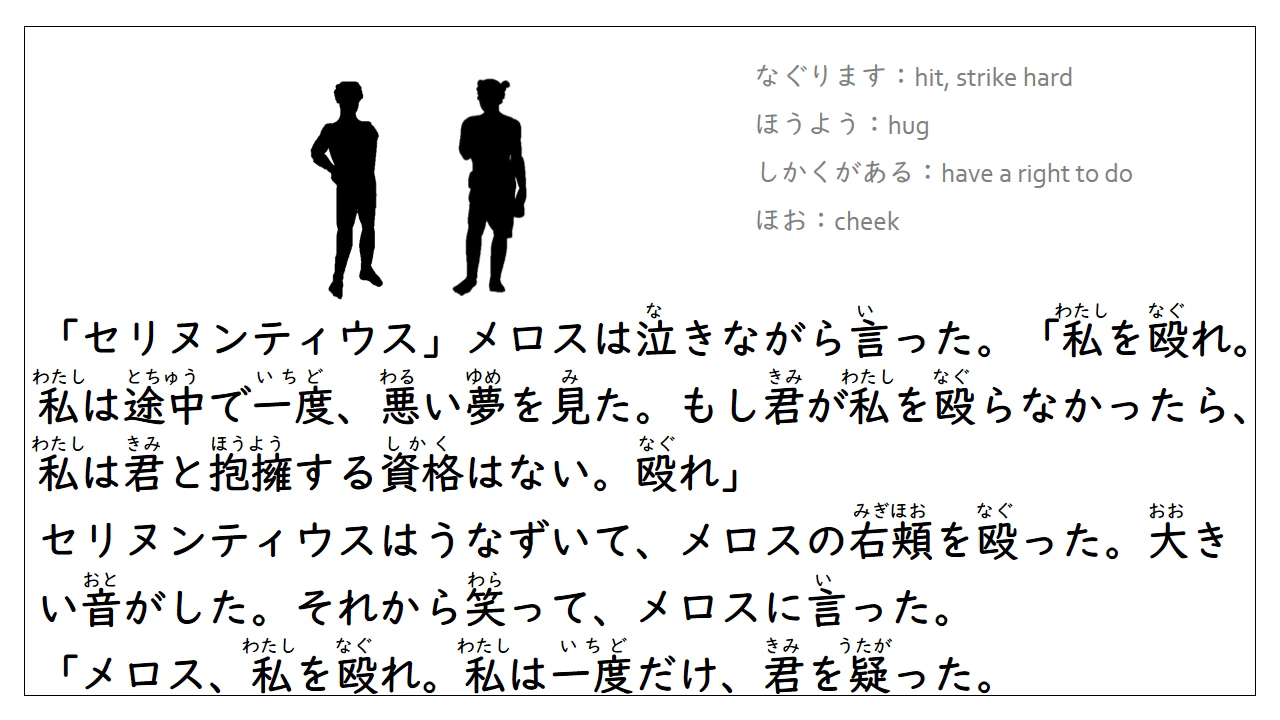 なぐります：hit, strike hard
ほうよう：hug
しかくがある：have a right to do
ほお：cheek
「セリヌンティウス」メロスは泣きながら言った。「私を殴れ。
私は途中で一度、悪い夢を見た。もし君が私を殴らなかったら、
私は君と抱擁する資格はない。殴れ」
セリヌンティウスはうなずいて、メロスの右頬を殴った。大き
い音がした。それから笑って、メロスに言った。
「メロス、私を殴れ。私は一度だけ、君を疑った。